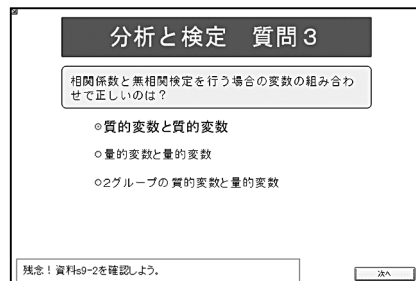 分析と検定 質問3
相関係数と無相関検定を行う場合の変数の組み合わ
せで正しいのは？
質的変数と質的変数
量的変数と量的変数
2グループの質的変数と量的変数
残念！資料s9-2を確認しよう。
次へ